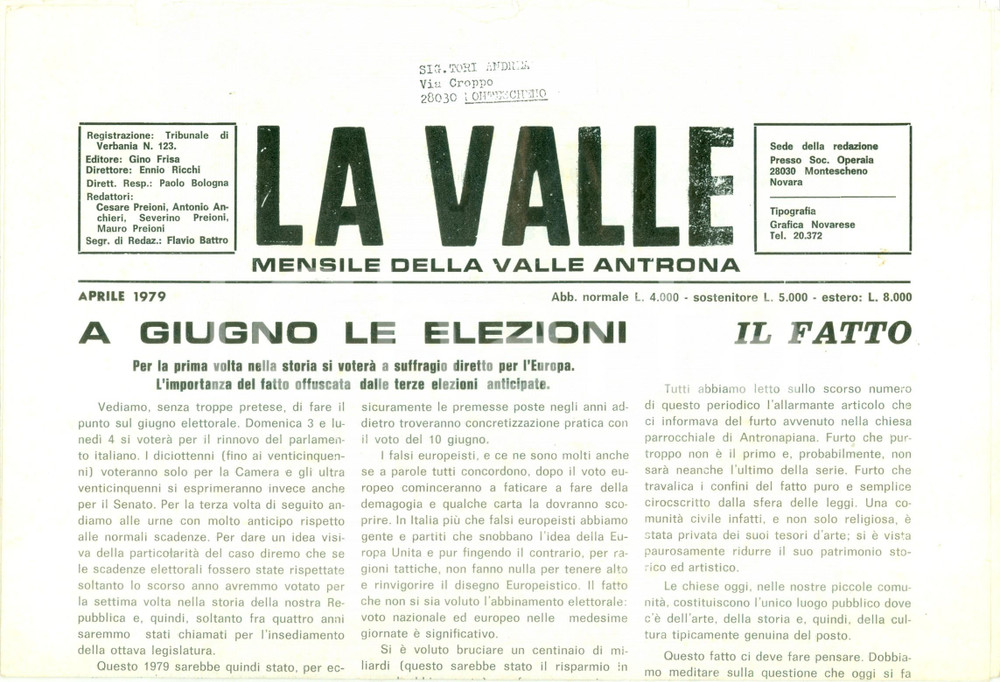 SIG. TORI ANDREA
Via Croppo
28030
Registrazione: Tribunale di
Verbania N. 123.
Editore: Gino Frisa
Direttore: Ennio Ricchi
Dirett. Resp.: Paolo Bologna
Redattori:
Cesare Preioni, Antonio An-
chieri, Severino Preioni,
Mauro Preioni
Segr. di Redaz.: Flavio Battro
LA VALLE
MENSILE DELLA VALLE ANTRONA
Sede della redazione
Presso Soc. Operaia
28030 Montescheno
Novara
Tipografia
Grafica Novarese
Tel. 20.372
APRILE 1979
Abb. normale L. 4.000 - sostenitore L. 5.000 - estero: L. 8.000
A GIUGNO LE ELEZIONI
Per la prima volta nella storia si voterà a suffragio diretto per l'Europa.
L'importanza del fatto offuscata dalle terze elezioni anticipate.
Vediamo, senza troppe pretese, di fare il
punto sul giugno elettorale. Domenica 3 e lu-
nedì 4 si voterà per il rinnovo del parlamen-
to italiano. I diciottenni (fino ai venticinquen-
ni) voteranno solo per la Camera e gli ultra
venticinquenni si esprimeranno invece anche
per il Senato. Per la terza volta di seguito an-
diamo alle urne con molto anticipo rispetto
alle normali scadenze. Per dare un idea visi-
va della particolarità del caso diremo che se
le scadenze elettorali fossero state rispettate
soltanto lo scorso anno avremmo votato per
la settima volta nella storia della nostra Re-
pubblica e, quindi, soltanto fra quattro anni
saremmo stati chiamati per l'insediamento
della ottava legislatura.
Questo 1979 sarebbe quindi stato, per ec-
sicuramente le premesse poste negli anni ad-
dietro troveranno concretizzazione pratica con
il voto del 10 giugno.
I falsi europeisti, e ce ne sono molti anche
se a parole tutti concordono, dopo il voto eu-
ropeo cominceranno a faticare a fare della
demagogia e qualche carta la dovranno sco-
prire. In Italia più che falsi europeisti abbiamo
gente e partiti che snobbano l'idea della Eu-
ropa Unita e pur fingendo il contrario, per ra-
gioni tattiche, non fanno nulla per tenere alto
e rinvigorire il disegno Europeistico. Il fatto
che non si sia voluto l'abbinamento elettorale:
voto nazionale ed europeo nelle medesime
giornate è significativo.
Si è voluto bruciare un centinaio di mi-
liardi (questo sarebbe stato il risparmio in
IL FATTO
Tutti abbiamo letto sullo scorso numero
di questo periodico l'allarmante articolo che
ci informava del furto avvenuto nella chiesa
parrocchiale di Antronapiana. Furto che pur-
troppo non è il primo e, probabilmente, non
sarà neanche l'ultimo della serie. Furto che
travalica i confini del fatto puro e semplice
cirocscritto dalla sfera delle leggi. Una co-
munità civile infatti, e non solo religiosa, è
stata privata dei suoi tesori d'arte; si è vista
paurosamente ridurre il suo patrimonio sto-
rico ed artistico.
Le chiese oggi, nelle nostre piccole comu-
nità, costituiscono l'unico luogo pubblico dove
c'è dell'arte, della storia e, quindi, della cul-
tura tipicamente genuina del posto.
Questo fatto ci deve fare pensare. Dobbia-
mo meditare sulla questione che oggi si fa